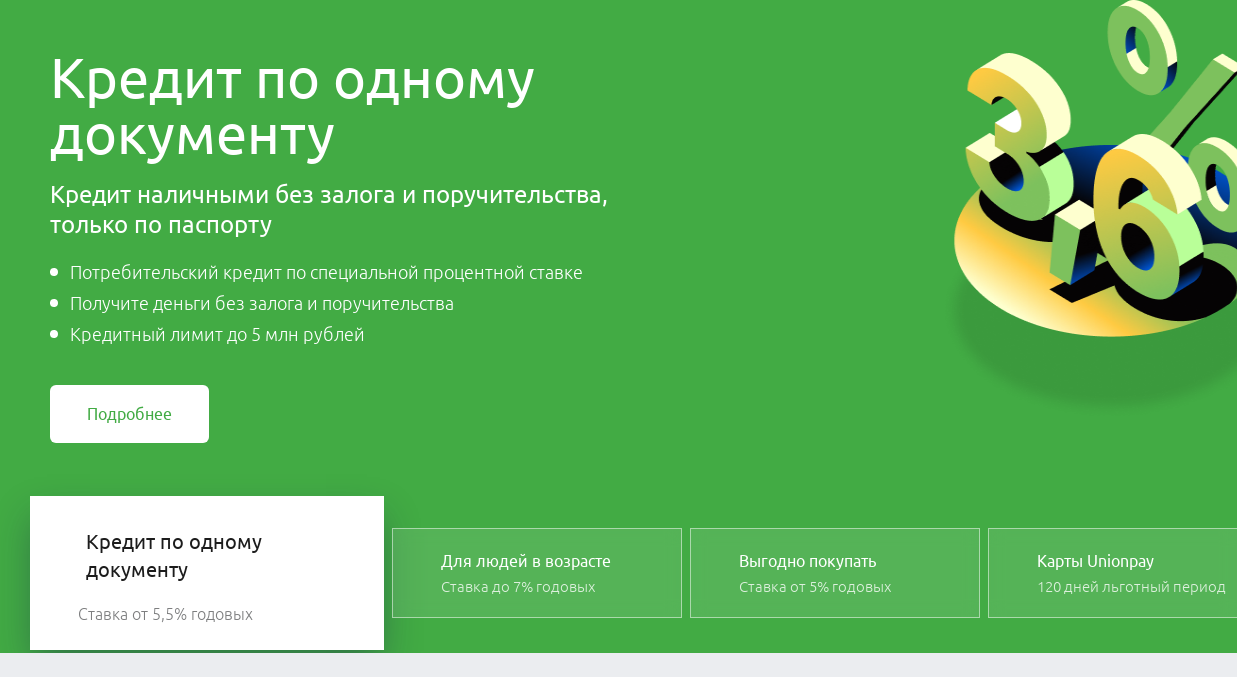 Кредит по одному
документу
Кредит наличными без залога и поручительства,
только по паспорту
Потребительский кредит по специальной процентной ставке
Получите деньги без залога и поручительства
Кредитный лимит до 5 млн рублей
Подробнее
3,6%
Кредит по одному
документу
Ставка от 5,5% годовых
Для людей в возрасте
Ставка до 7% годовых
Выгодно покупать
Ставка от 5% годовых
Карты Unionpay
120 дней льготный период